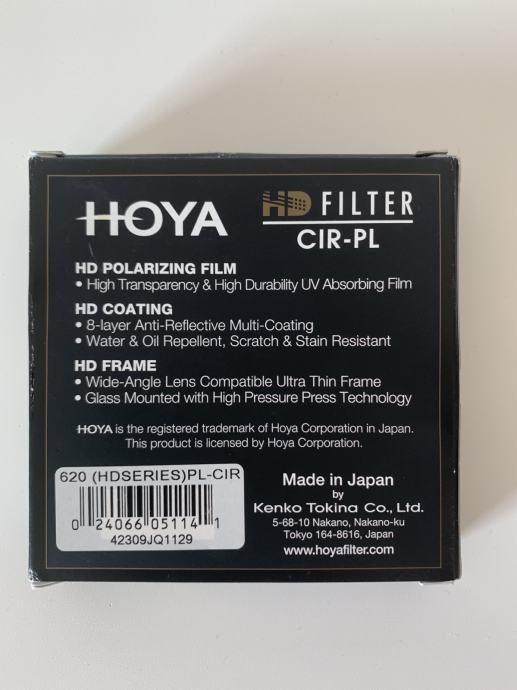 HOYA
HD FILTER
CIR-PL
HD POLARIZING FILM
• High Transparency & High Durability UV Absorbing Film
HD COATING
• 8-layer Anti-Reflective Multi-Coating
• Water & Oil Repellent, Scratch & Stain Resistant
HD FRAME
• Wide-Angle Lens Compatible Ultra Thin Frame
• Glass Mounted with High Pressure Press Technology
HOYA is the registered trademark of Hoya Corporation in Japan.
This product is licensed by Hoya Corporation.
620 (HDSERIES)PL-CIR
0 24066 05114 1
42309JQ1129
Made in Japan
by
Kenko Tokina Co., Ltd.
5-68-10 Nakano, Nakano-ku
Tokyo 164-8616, Japan
www.hoyafilter.com